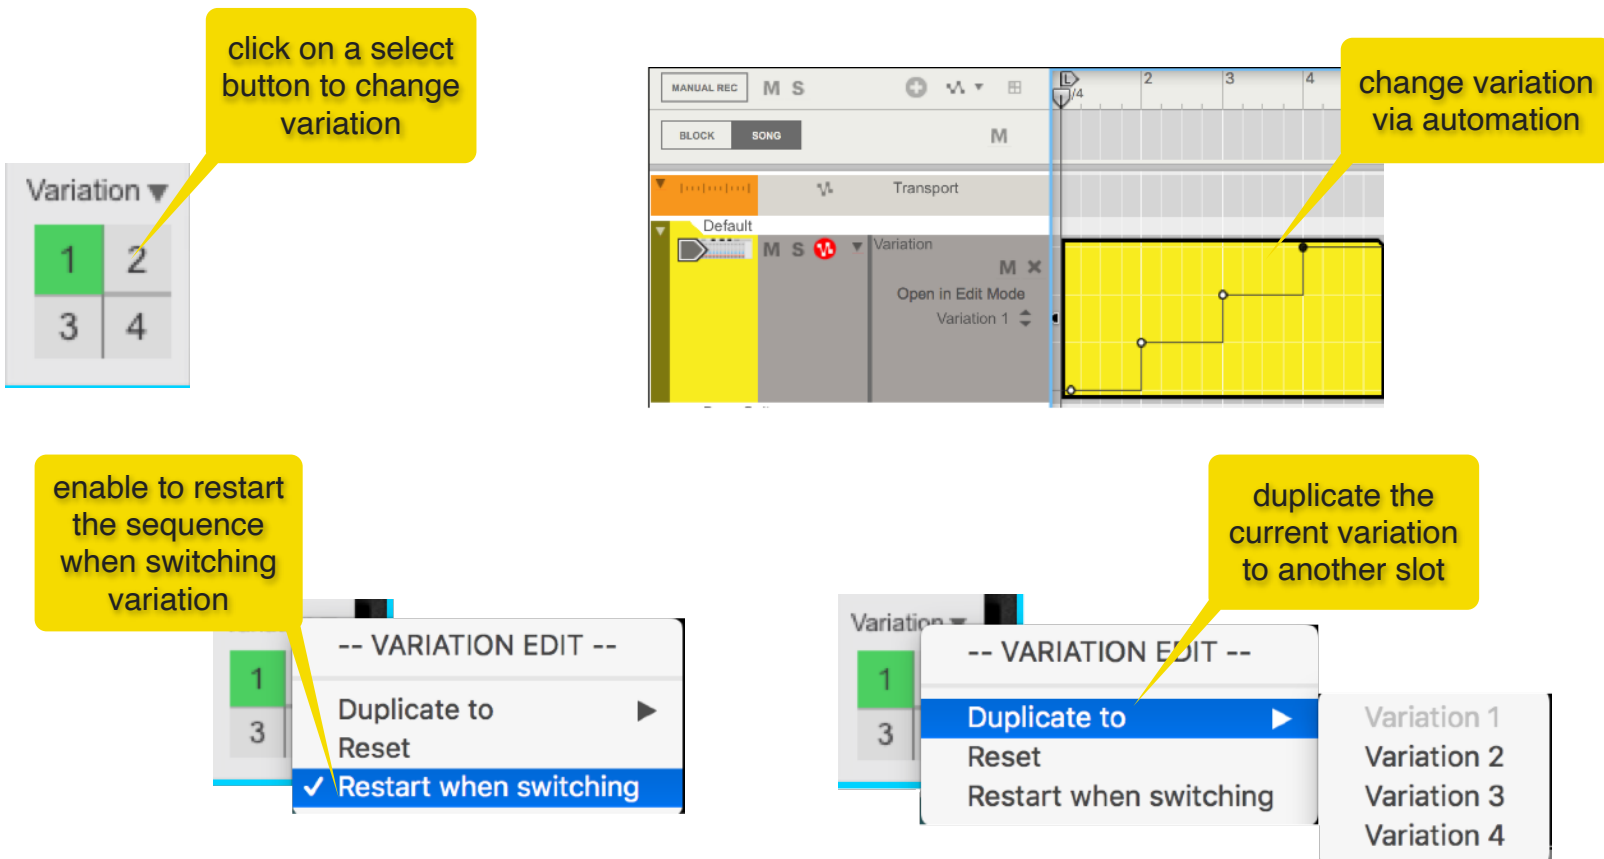 click on a select
button to change
variation
Variation
1 2
3 4
MANUAL REC M S
BLOCK SONG M
L 2 3 4
/4
change variation
via automation
Transport
Default
M S Variation
M
Open in Edit Mode
Variation 1
enable to restart
the sequence
when switching
variation
1
3
-- VARIATION EDIT --
Duplicate to
Reset
✓ Restart when switching
duplicate the
current variation
to another slot
Variation
1
3
-- VARIATION EDIT --
Duplicate to
Reset
Restart when switching
Variation 1
Variation 2
Variation 3
Variation 4